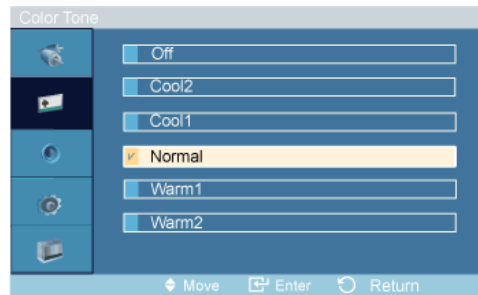 Color Tone
Off
Cool2
Cool1
Normal
Warm1
Warm2
Move Enter Return